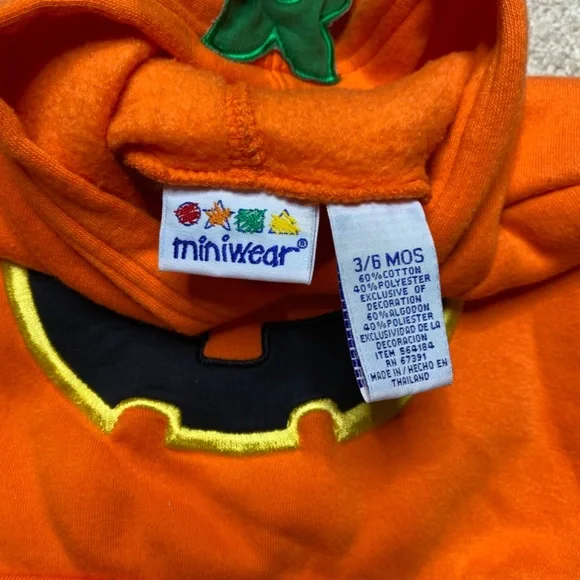 miniwear®
3/6 MOS
60%COTTON
40%POLYESTER
EXCLUSIVE OF
DECORATION
60%ALGODON
40%POLIESTER
EXCLUSIVIDAD DE LA
DECORACION
ITEM 564184
RN 67391
MADE IN/HECHO EN
THAILAND